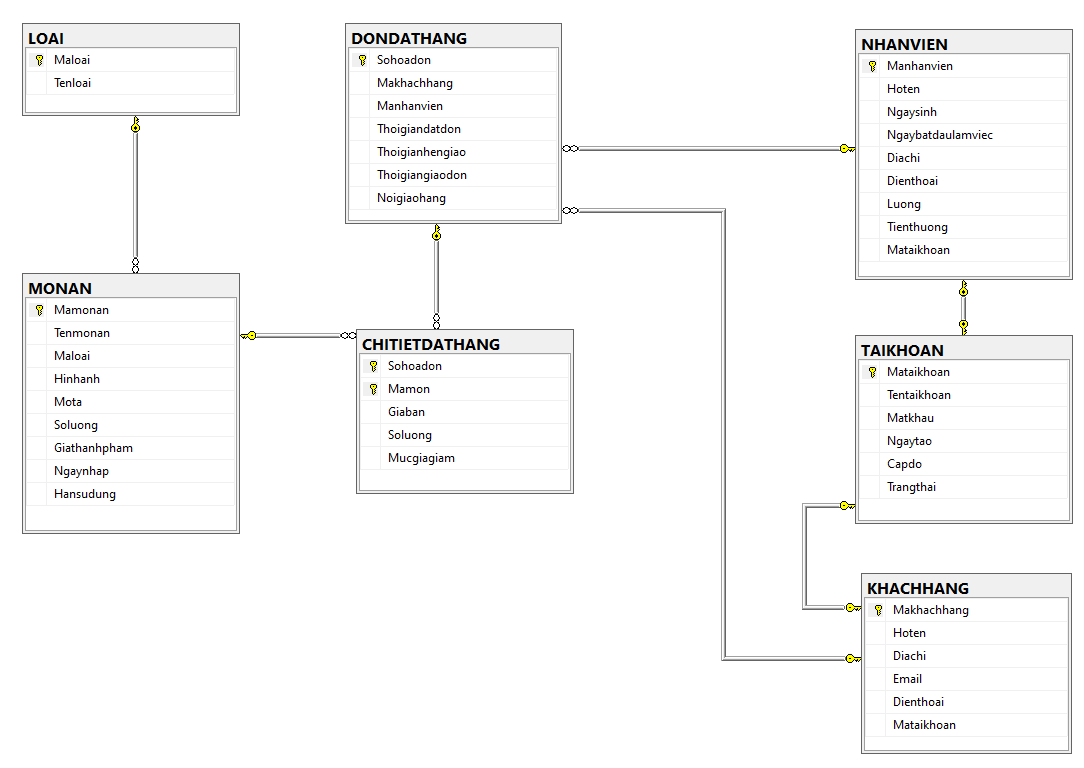 LOAI
Maloai
Tenloai
DONDATHANG
Sohoadon
Makhachhang
Manhanvien
Thoigiandatdon
Thoigianhengiao
Thoigiangiaodon
Noigiaohang
NHANVIEN
Manhanvien
Hoten
Ngaysinh
Ngaybatdaulamviec
Diachi
Dienthoai
Luong
Tienthuong
Mataikhoan
MONAN
Mamonan
Tenmonan
Maloai
Hinhanh
Mota
Soluong
Giathanhpham
Ngaynhap
Hansudung
CHITIETDATHANG
Sohoadon
Mamon
Giaban
Soluong
Mucgiagiam
TAIKHOAN
Mataikhoan
Tentaikhoan
Matkhau
Ngaytao
Capdo
Trangthai
KHACHHANG
Makhachhang
Hoten
Diachi
Email
Dienthoai
Mataikhoan